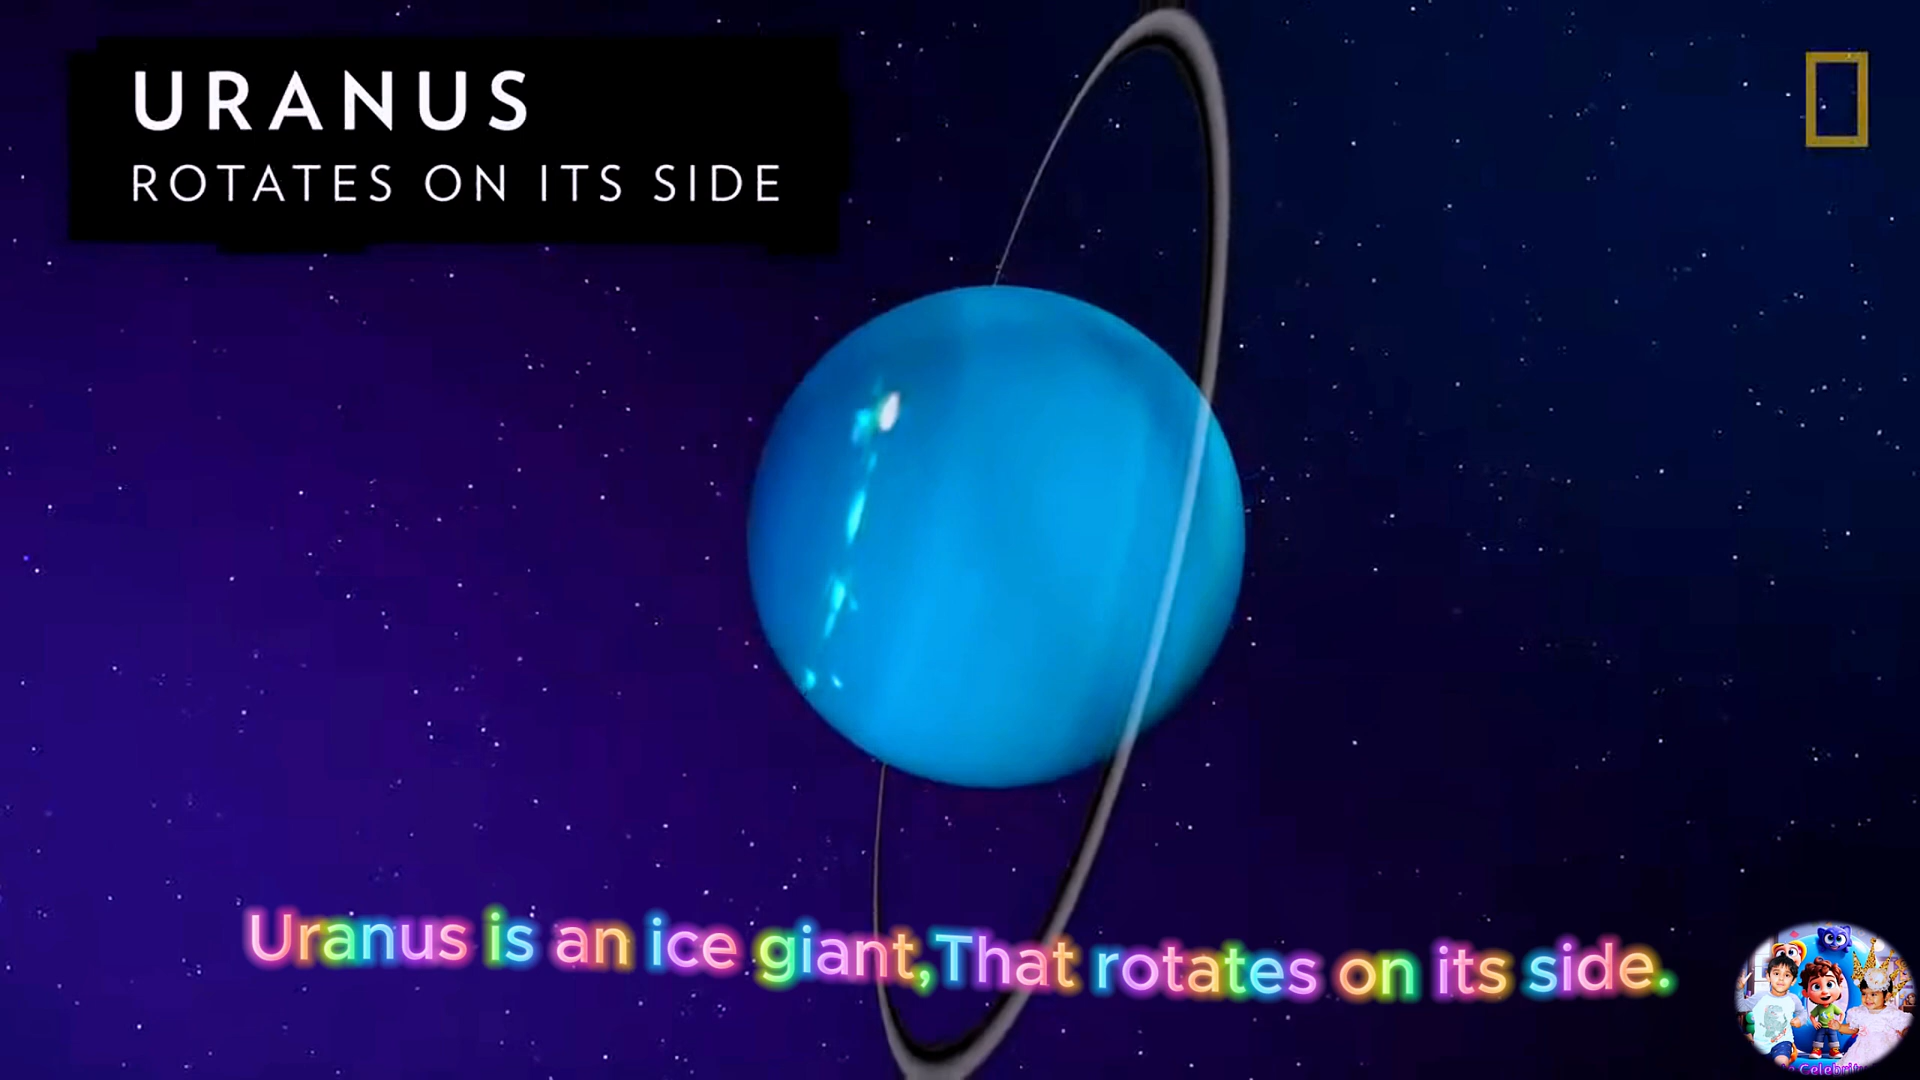 URANUS
ROTATES ON ITS SIDE
Uranus is an ice giant,That rotates on its side.